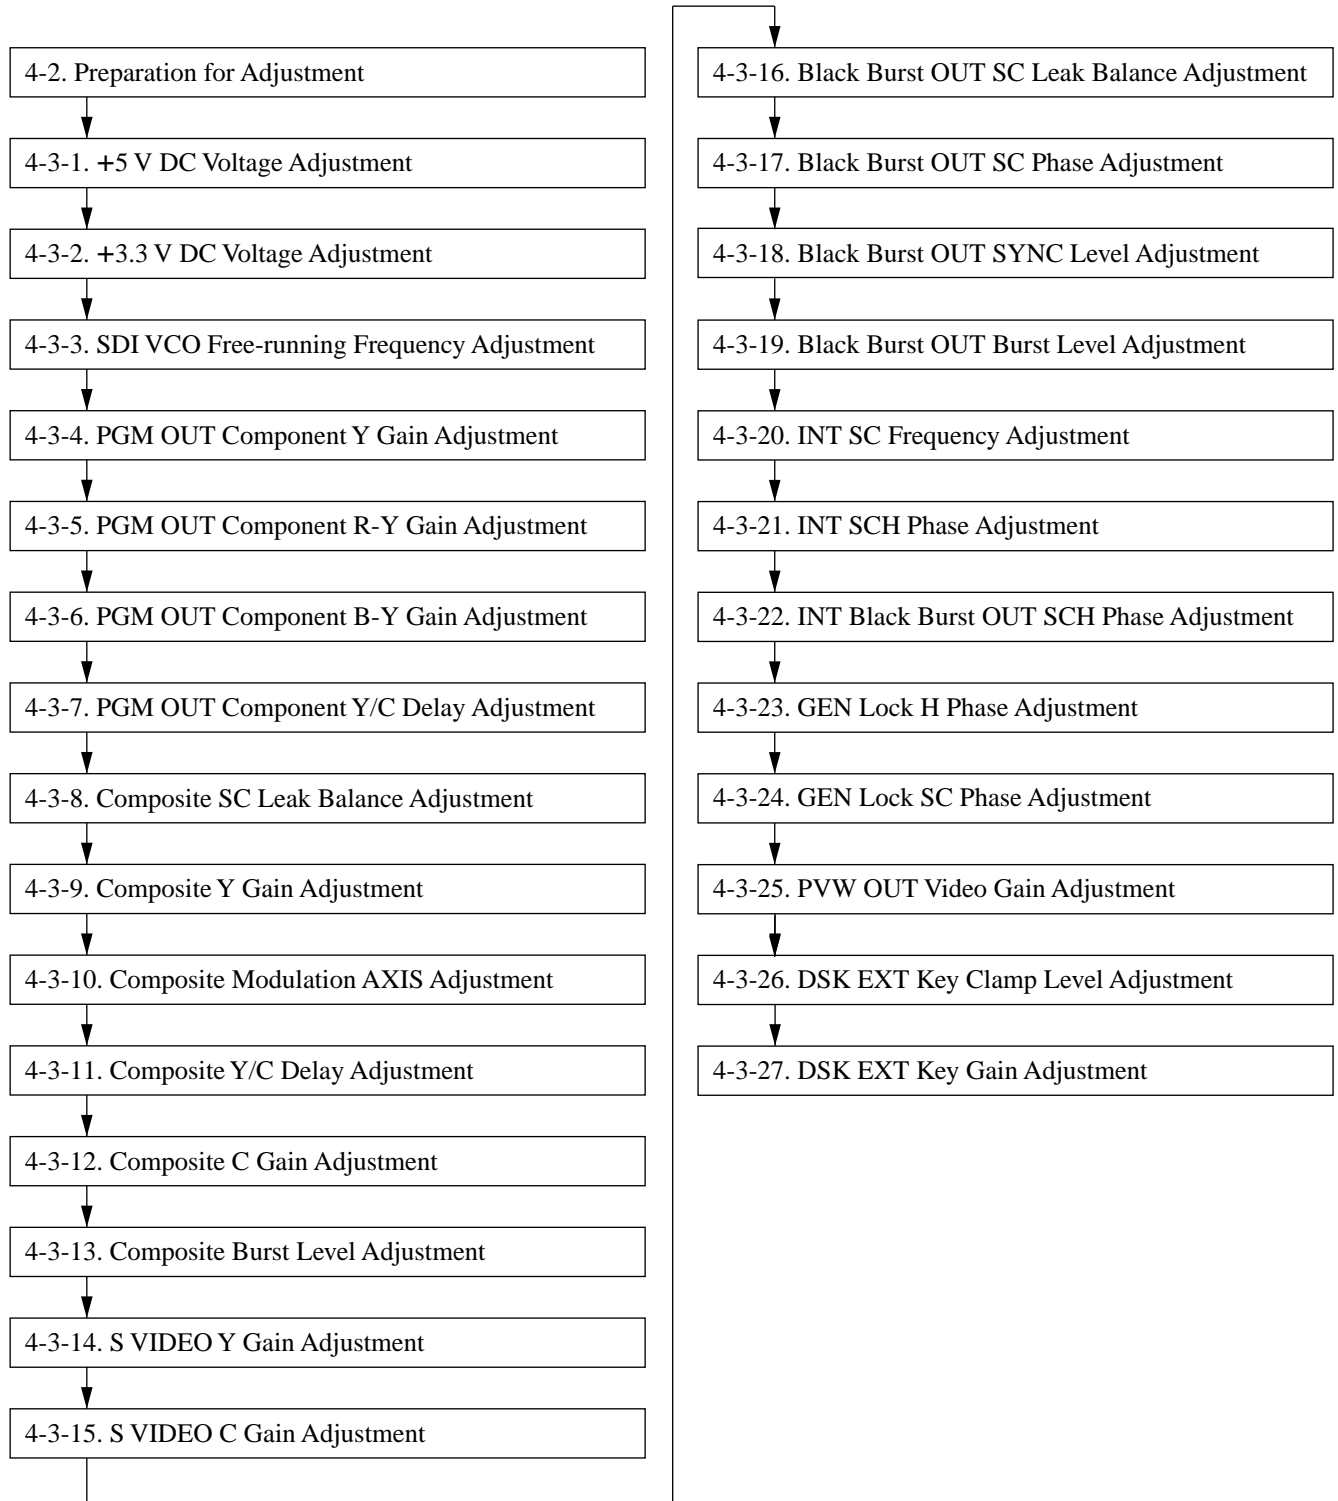 4-2. Preparation for Adjustment
4-3-1. +5 V DC Voltage Adjustment
4-3-2. +3.3 V DC Voltage Adjustment
4-3-3. SDI VCO Free-running Frequency Adjustment
4-3-4. PGM OUT Component Y Gain Adjustment
4-3-5. PGM OUT Component R-Y Gain Adjustment
4-3-6. PGM OUT Component B-Y Gain Adjustment
4-3-7. PGM OUT Component Y/C Delay Adjustment
4-3-8. Composite SC Leak Balance Adjustment
4-3-9. Composite Y Gain Adjustment
4-3-10. Composite Modulation AXIS Adjustment
4-3-11. Composite Y/C Delay Adjustment
4-3-12. Composite C Gain Adjustment
4-3-13. Composite Burst Level Adjustment
4-3-14. S VIDEO Y Gain Adjustment
4-3-15. S VIDEO C Gain Adjustment
4-3-16. Black Burst OUT SC Leak Balance Adjustment
4-3-17. Black Burst OUT SC Phase Adjustment
4-3-18. Black Burst OUT SYNC Level Adjustment
4-3-19. Black Burst OUT Burst Level Adjustment
4-3-20. INT SC Frequency Adjustment
4-3-21. INT SCH Phase Adjustment
4-3-22. INT Black Burst OUT SCH Phase Adjustment
4-3-23. GEN Lock H Phase Adjustment
4-3-24. GEN Lock SC Phase Adjustment
4-3-25. PVW OUT Video Gain Adjustment
4-3-26. DSK EXT Key Clamp Level Adjustment
4-3-27. DSK EXT Key Gain Adjustment